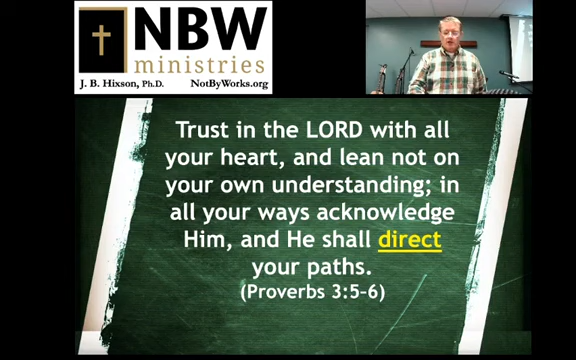 NBW
ministries
J. B. Hixson, Ph.D. NotByWorks.org
Trust in the LORD with all
your heart, and lean not on
your own understanding; in
all your ways acknowledge
Him, and He shall direct
your paths.
(Proverbs 3:5–6)